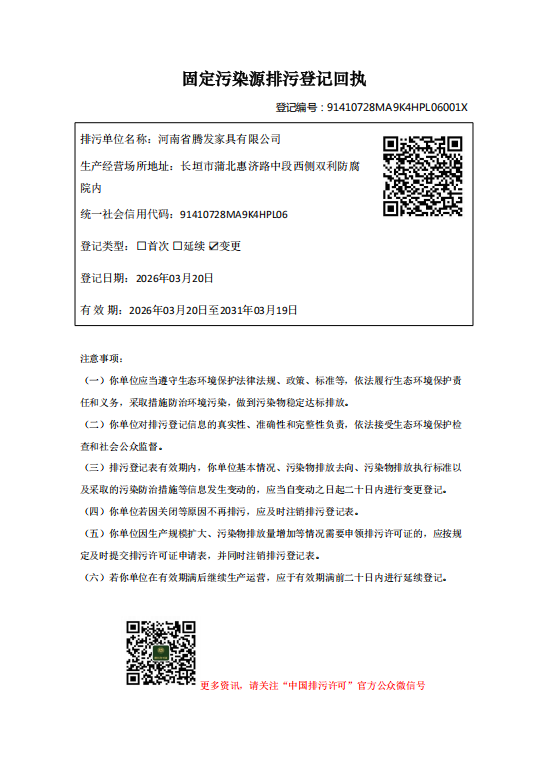 固定污染源排污登记回执
登记编号：91410728MA9K4HPL06001X
排污单位名称：河南省腾发家具有限公司
生产经营场所地址：长垣市蒲北惠济路中段西侧双利防腐
院内
统一社会信用代码：91410728MA9K4HPL06
登记类型：☐首次 ☐延续 ☑变更
登记日期：2026年03月20日
有 效 期：2026年03月20日至2031年03月19日
注意事项：
（一）你单位应当遵守生态环境保护法律法规、政策、标准等，依法履行生态环境保护责
任和义务，采取措施防治环境污染，做到污染物稳定达标排放。
（二）你单位对排污登记信息的真实性、准确性和完整性负责，依法接受生态环境保护检
查和社会公众监督。
（三）排污登记表有效期内，你单位基本情况、污染物排放去向、污染物排放执行标准以
及采取的污染防治措施等信息发生变动的，应当自变动之日起二十日内进行变更登记。
（四）你单位若因关闭等原因不再排污，应及时注销排污登记表。
（五）你单位因生产规模扩大、污染物排放量增加等情况需要申领排污许可证的，应按规
定及时提交排污许可证申请表，并同时注销排污登记表。
（六）若你单位在有效期满后继续生产运营，应于有效期满前二十日内进行延续登记。
更多资讯，请关注“中国排污许可”官方公众微信号